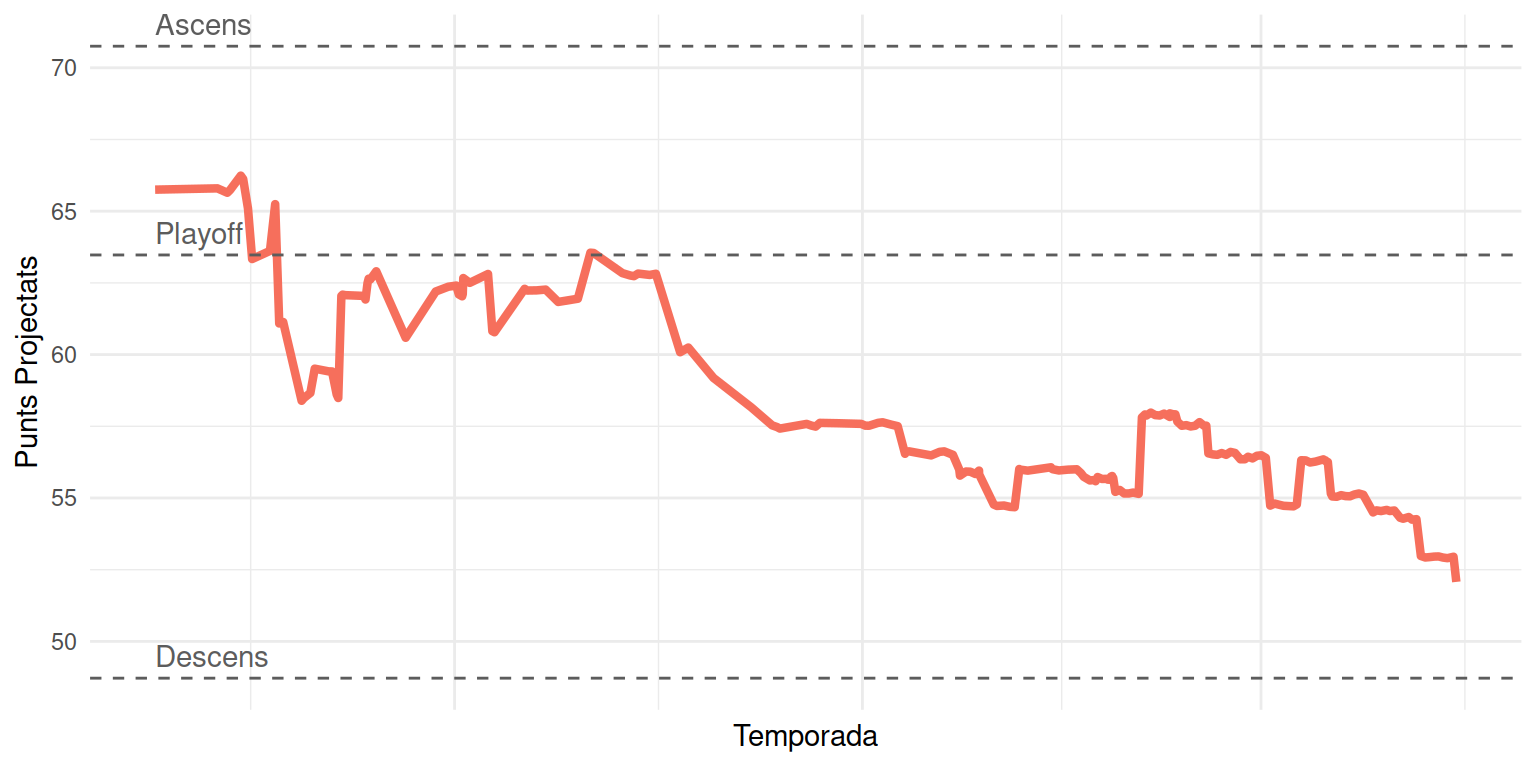 Ascens
70
65
Playoff
60
Punts Projectats
55
50
Descens
Temporada